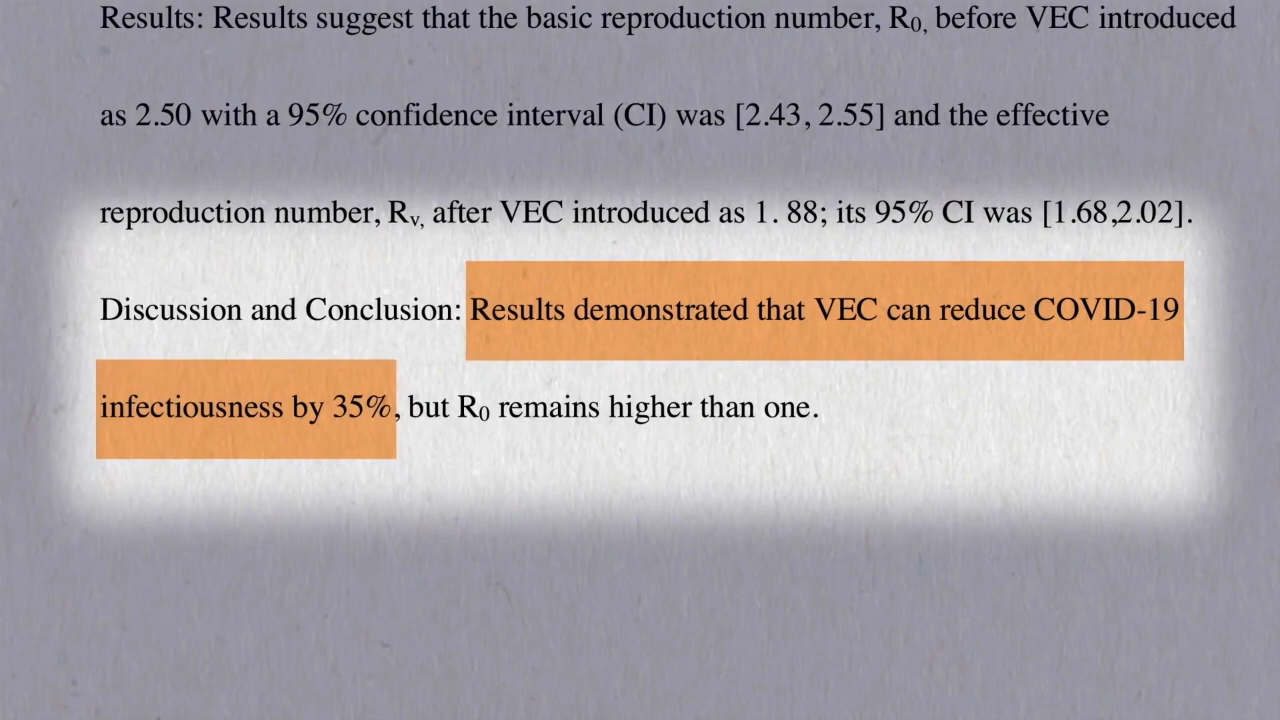 Results: Results suggest that the basic reproduction number, R0, before VEC introduced
as 2.50 with a 95% confidence interval (CI) was [2.43, 2.55] and the effective
reproduction number, Rv, after VEC introduced as 1. 88; its 95% CI was [1.68,2.02].
Discussion and Conclusion: Results demonstrated that VEC can reduce COVID-19
infectiousness by 35%, but R0 remains higher than one.